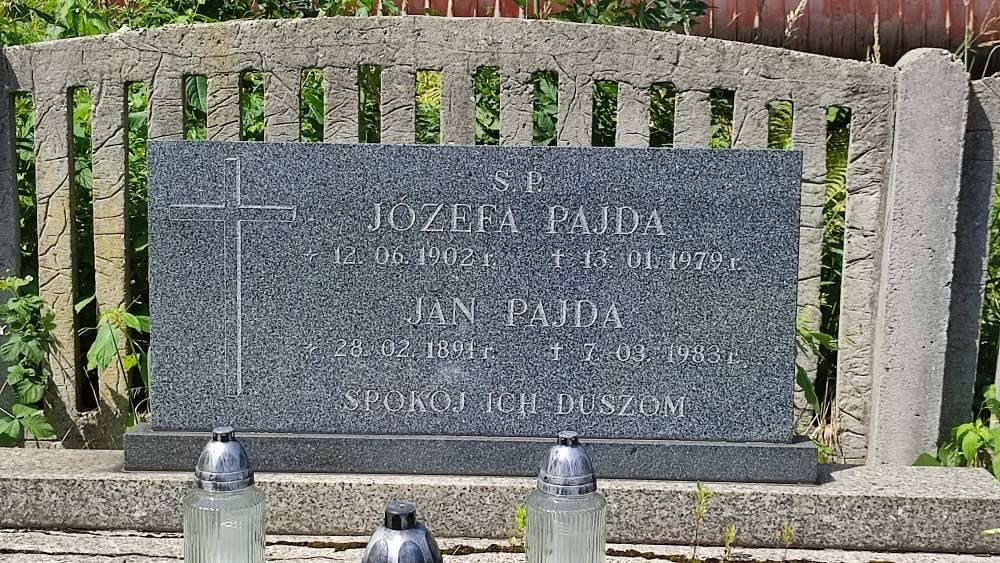 Ś.P.
JÓZEFA PAJDA
* 12. 06. 1902 r. † 13. 01. 1979 r.
JAN PAJDA
* 28. 02. 1891 r. † 7. 03. 1983 r.
SPOKÓJ ICH DUSZOM